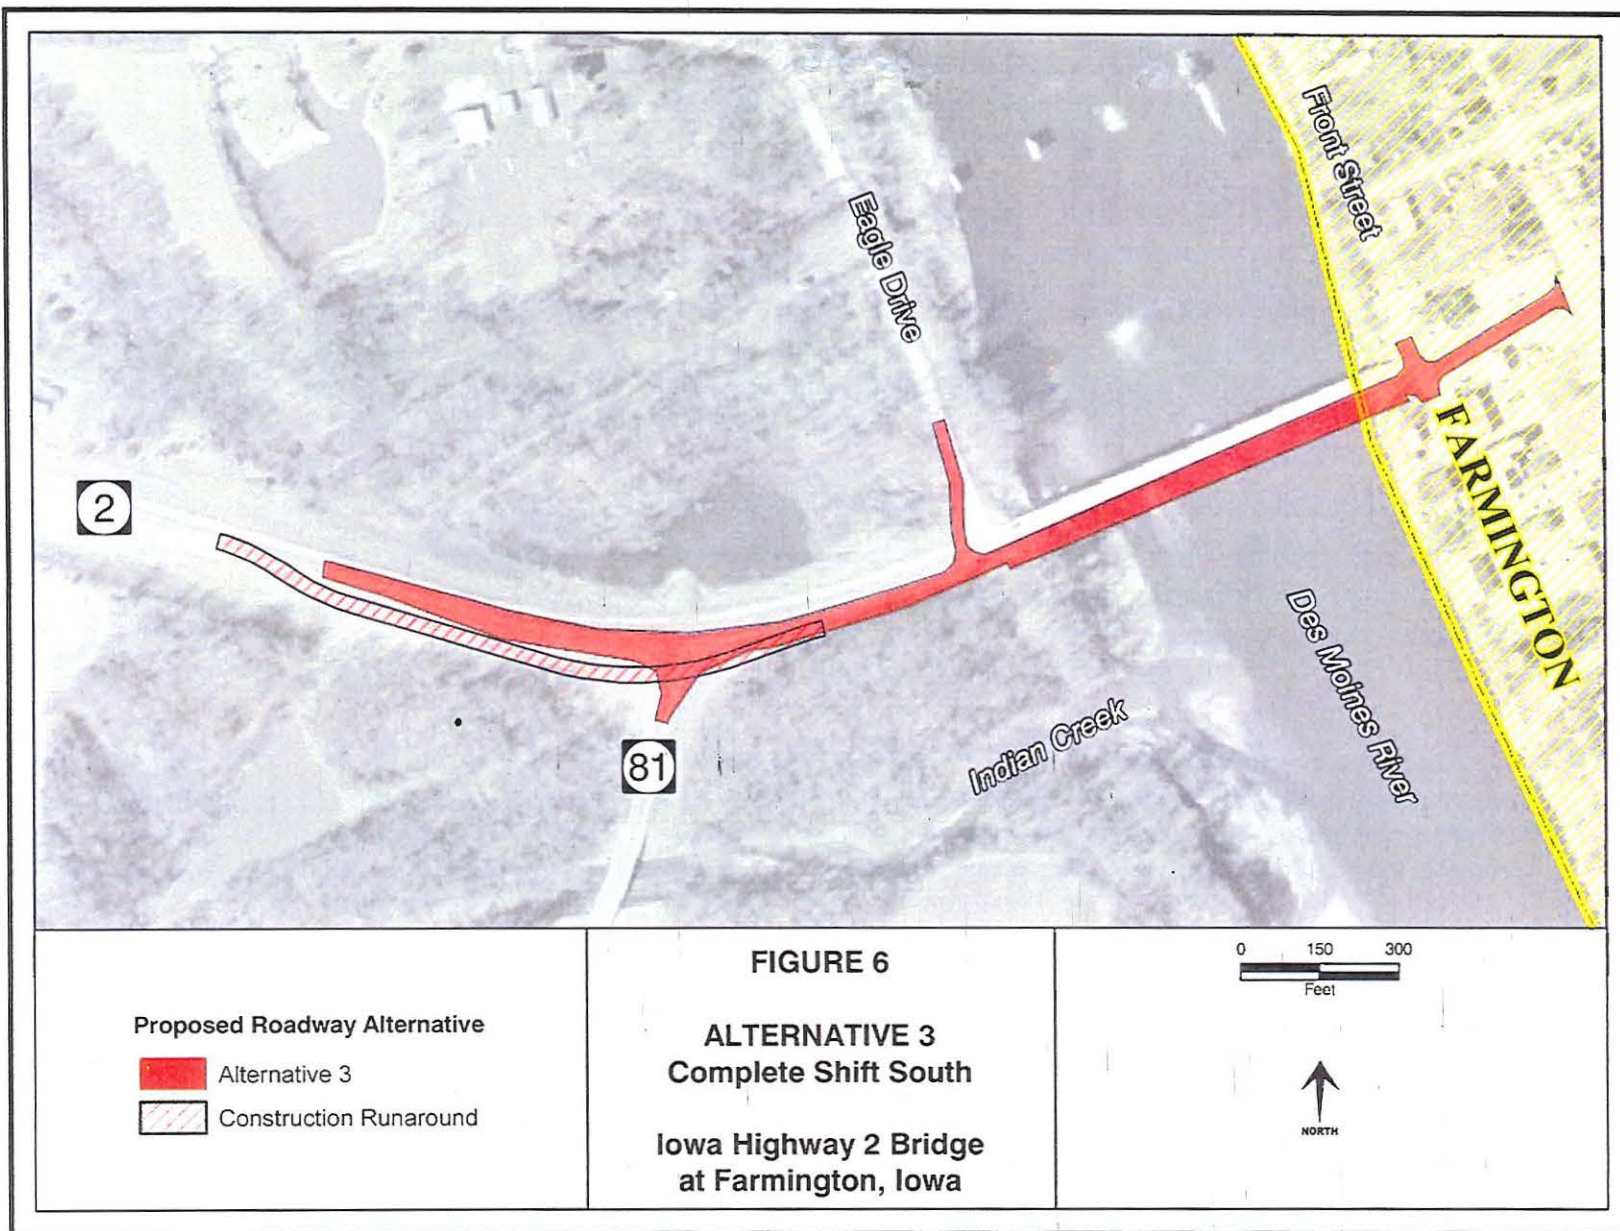 Front Street
Eagle Drive
2
FARMINGTON
Des Moines River
Indian Creek
81
Proposed Roadway Alternative
Alternative 3
Construction Runaround
FIGURE 6
ALTERNATIVE 3
Complete Shift South
Iowa Highway 2 Bridge
at Farmington, Iowa
0 150 300
Feet
NORTH